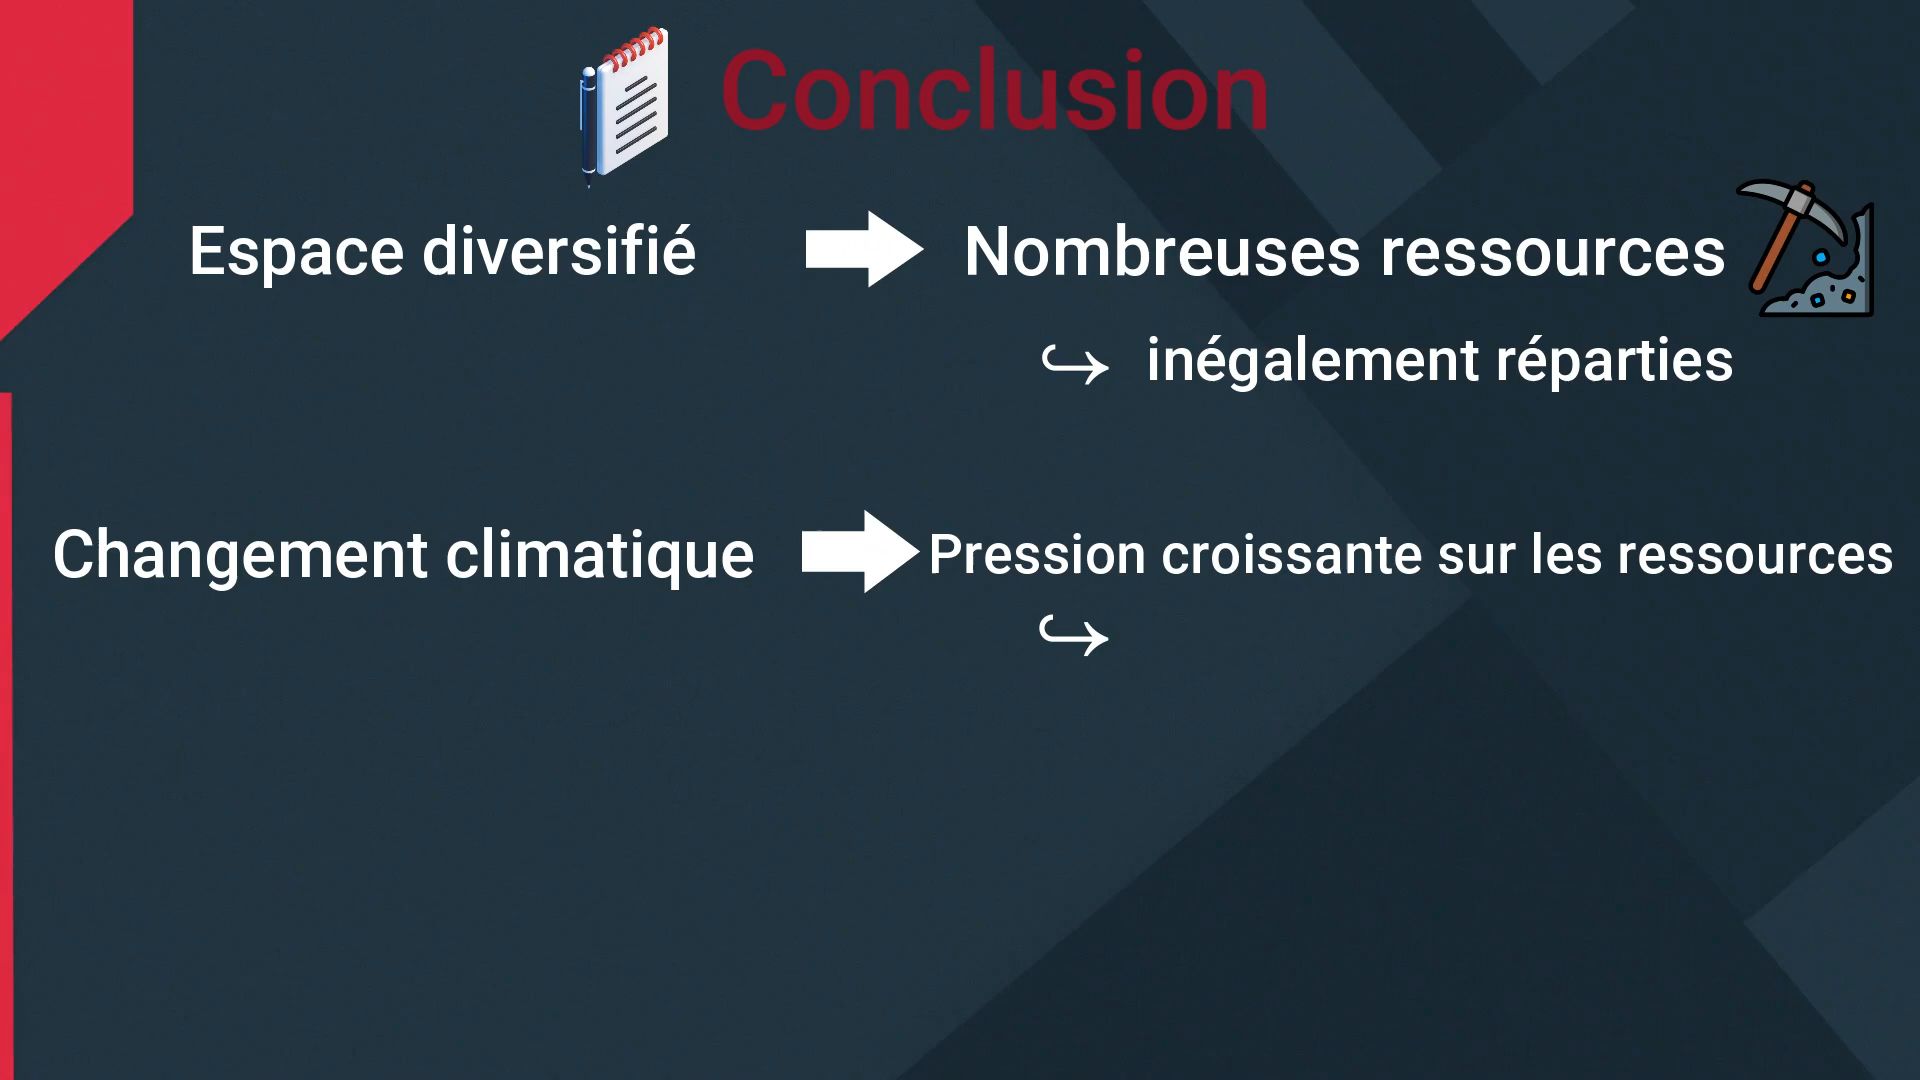 Conclusion
Espace diversifié ➡ Nombreuses ressources
↪ inégalement réparties
Changement climatique ➡ Pression croissante sur les ressources
↪